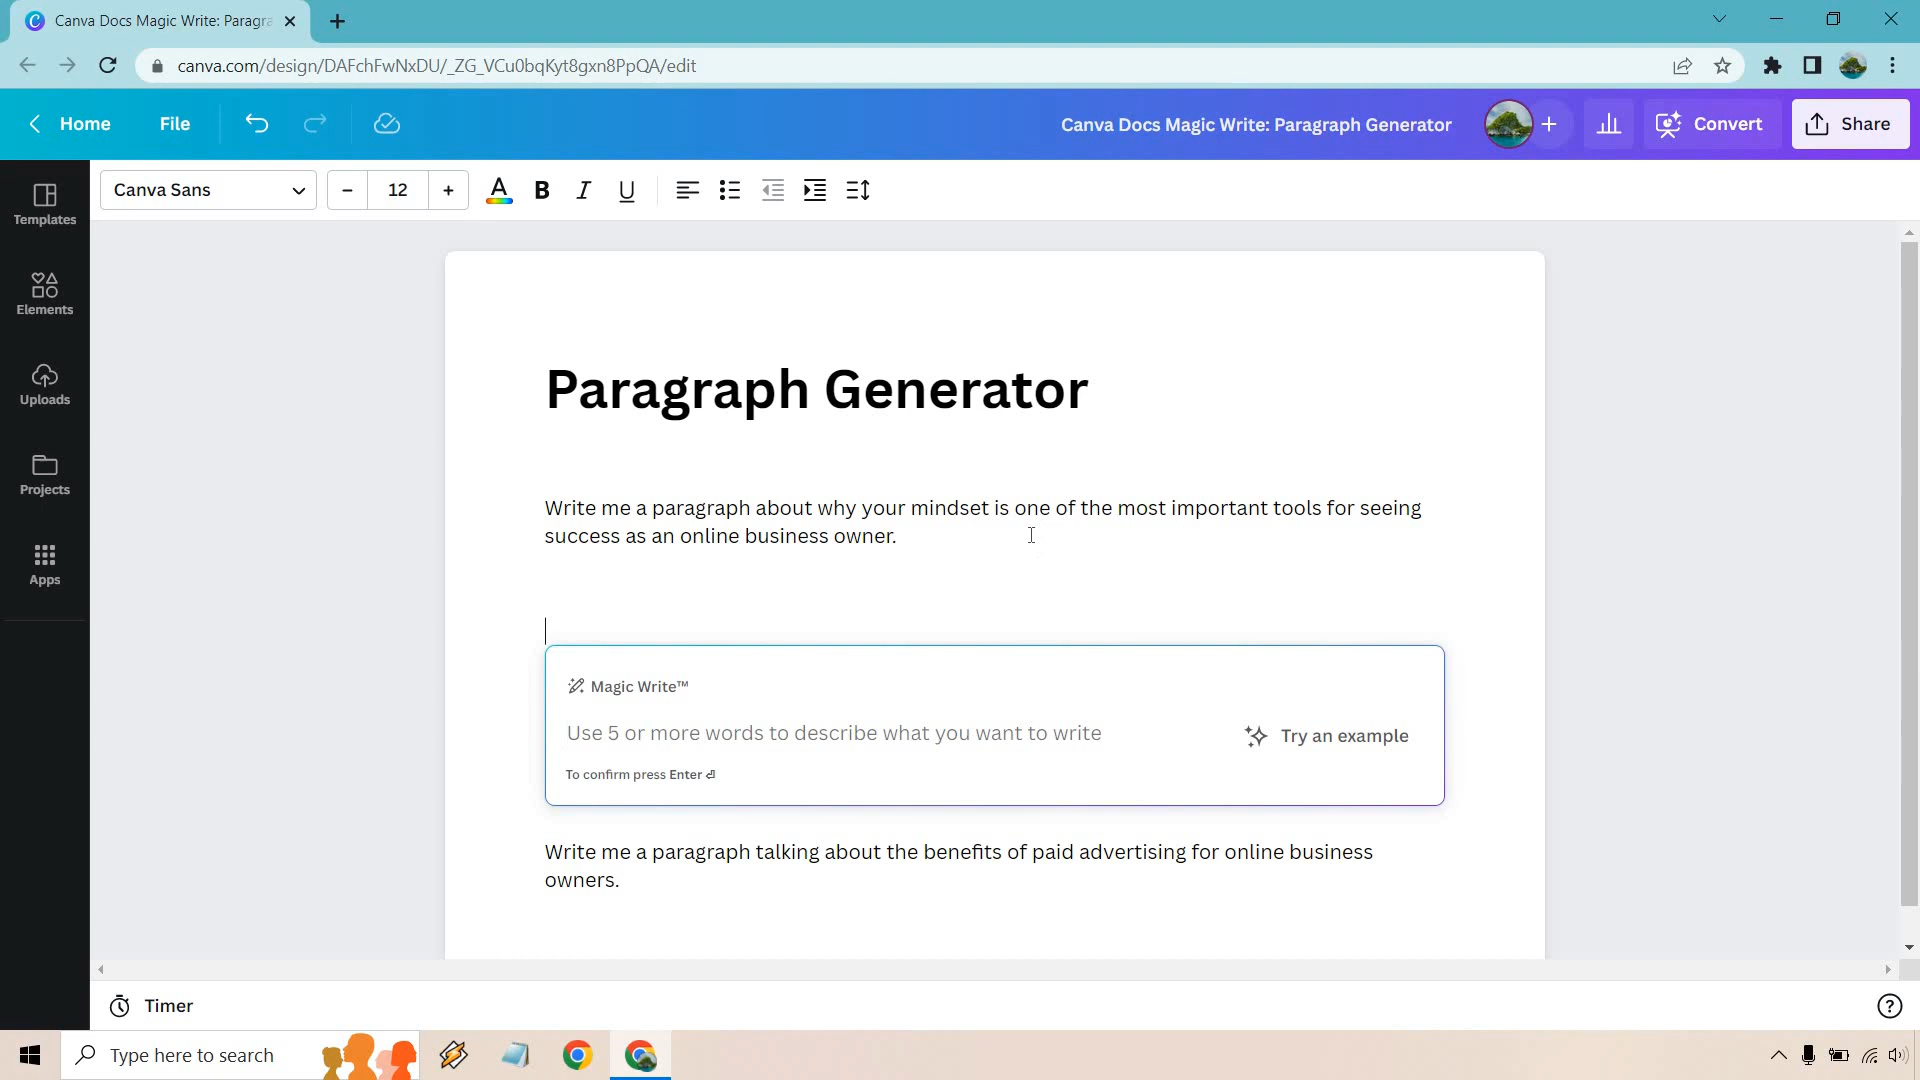 Canva Docs Magic Write: Paragra
canva.com/design/DAFchFwNxDU/_ZG_VCu0bqKyt8gxn8PpQA/edit
Home
File
Canva Docs Magic Write: Paragraph Generator
Convert
Share
Canva Sans
12
Templates
Elements
Uploads
Projects
Apps
Paragraph Generator
Write me a paragraph about why your mindset is one of the most important tools for seeing
success as an online business owner.
Magic Write™
Use 5 or more words to describe what you want to write
Try an example
To confirm press Enter ⏎
Write me a paragraph talking about the benefits of paid advertising for online business
owners.
Timer
Type here to search